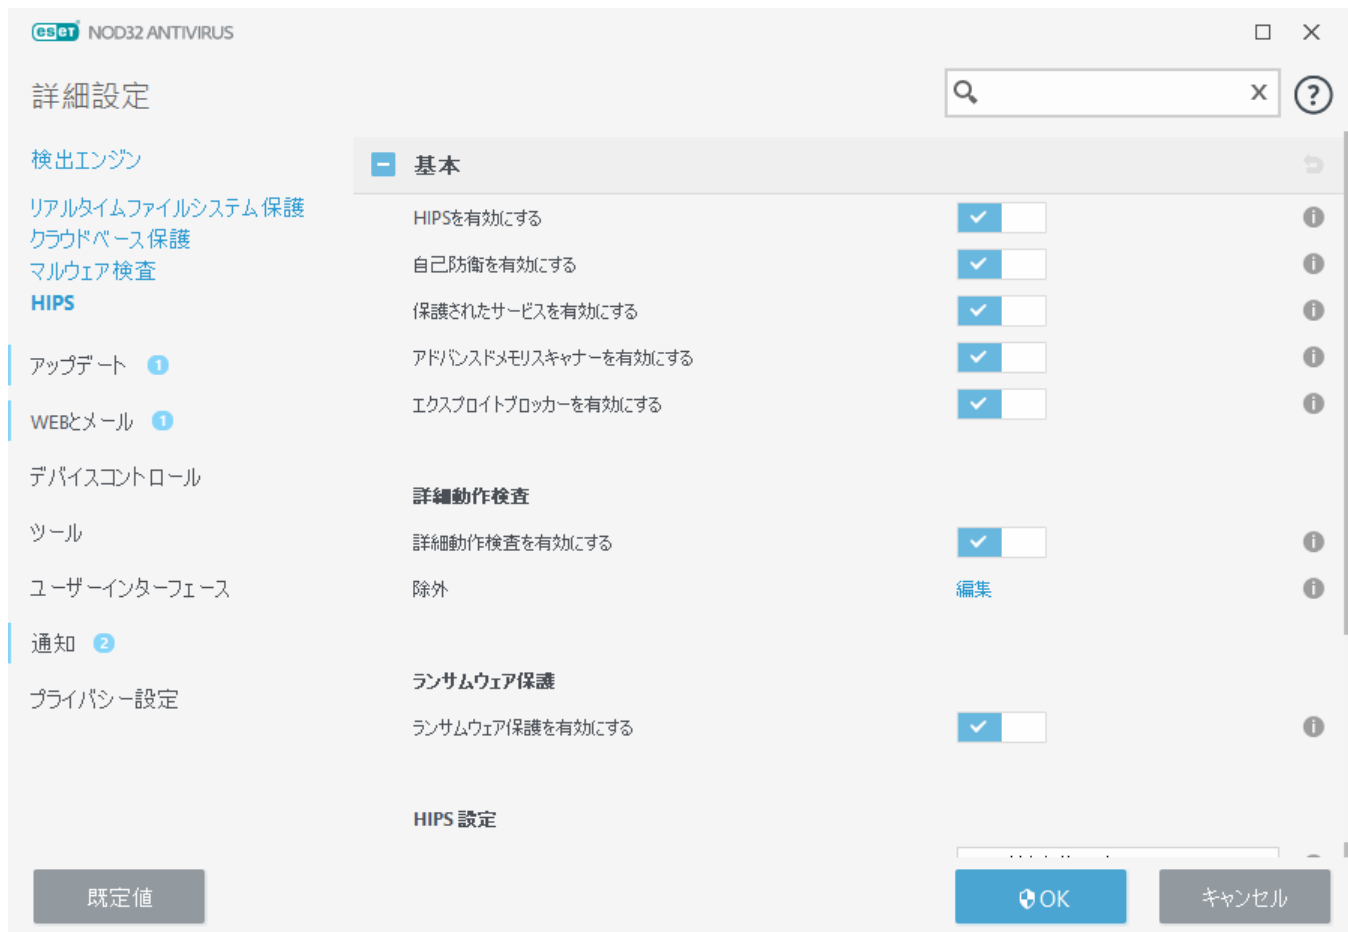 eset NOD32 ANTIVIRUS
詳細設定
x
?
検出エンジン
リアルタイムファイルシステム保護
クラウドベース保護
マルウェア検査
HIPS
アップデート 1
WEBとメール 1
デバイスコントロール
ツール
ユーザーインターフェース
通知 2
プライバシー設定
基本
HIPSを有効にする
自己防衛を有効にする
保護されたサービスを有効にする
アドバンスドメモリスキャナーを有効にする
エクスプロイトブロッカーを有効にする
詳細動作検査
詳細動作検査を有効にする
除外 編集
ランサムウェア保護
ランサムウェア保護を有効にする
HIPS 設定
既定値 OK キャンセル